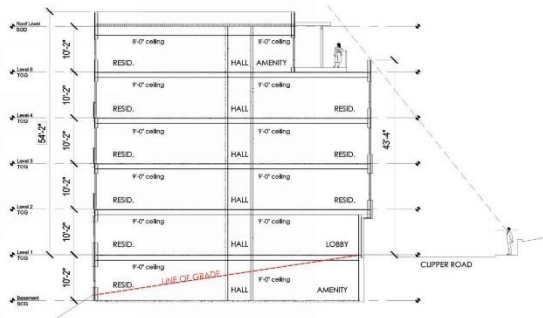 Roof Level
8'-0" ceiling
8'-0" ceiling
10'-2"
RESID.
HALL
AMENITY
Level 5
TCG
9'-0" ceiling
9'-0" ceiling
10'-2"
RESID.
HALL
RESID.
Level 4
TCG
9'-0" ceiling
9'-0" ceiling
54'-2"
10'-2"
43'-4"
RESID.
HALL
RESID.
Level 3
TCG
9'-0" ceiling
9'-0" ceiling
10'-2"
RESID.
HALL
RESID.
Level 2
TCG
9'-0" ceiling
9'-0" ceiling
10'-2"
RESID.
HALL
LOBBY
Level 1
TCG
CLIPPER ROAD
9'-0" ceiling
9'-0" ceiling
LINE OF GRADE
10'-2"
RESID.
HALL
AMENITY
Basement